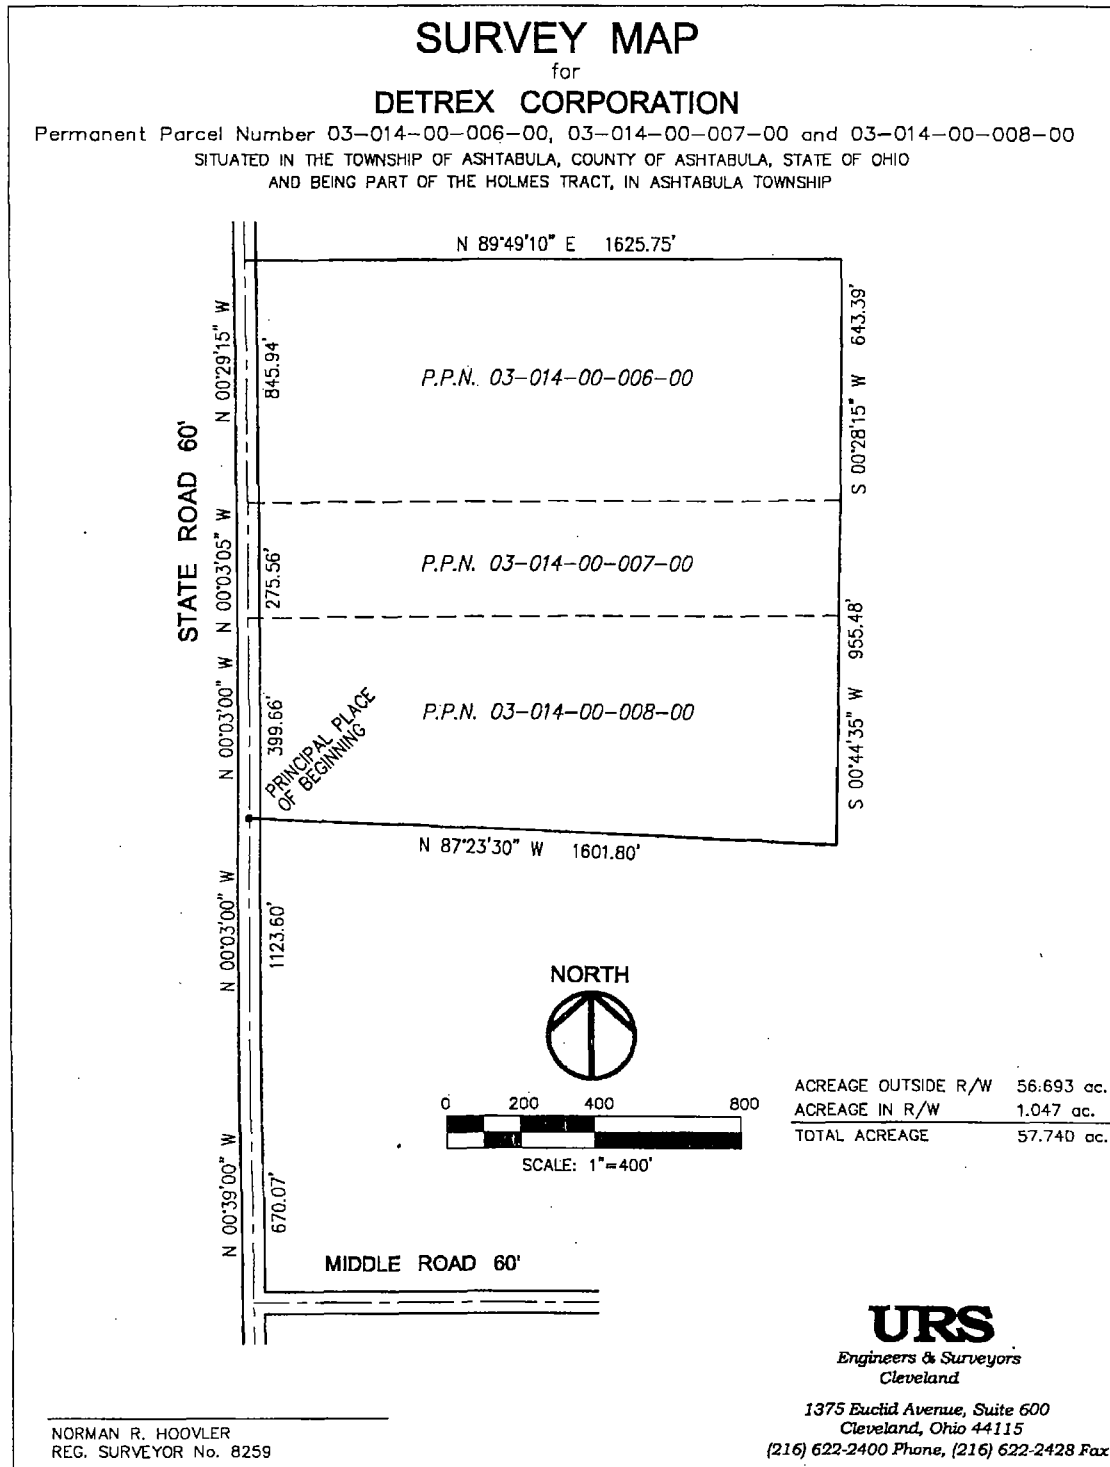 SURVEY MAP
for
DETREX CORPORATION
Permanent Parcel Number 03-014-00-006-00, 03-014-00-007-00 and 03-014-00-008-00
SITUATED IN THE TOWNSHIP OF ASHTABULA, COUNTY OF ASHTABULA, STATE OF OHIO
AND BEING PART OF THE HOLMES TRACT, IN ASHTABULA TOWNSHIP
N 89°49'10" E 1625.75'
N 00°29'15" W
845.94'
P.P.N. 03-014-00-006-00
S 00°28'15" W 643.39'
STATE ROAD 60'
N 00°03'05" W
275.56'
P.P.N. 03-014-00-007-00
N 00°03'00" W
399.66'
PRINCIPAL PLACE
OF BEGINNING
P.P.N. 03-014-00-008-00
S 00°44'35" W 955.48'
N 87°23'30" W 1601.80'
N 00°03'00" W
1123.60'
NORTH
0 200 400 800
SCALE: 1"=400'
ACREAGE OUTSIDE R/W 56.693 ac.
ACREAGE IN R/W 1.047 ac.
TOTAL ACREAGE 57.740 ac.
N 00°39'00" W
670.07'
MIDDLE ROAD 60'
URS
Engineers & Surveyors
Cleveland
1375 Euclid Avenue, Suite 600
Cleveland, Ohio 44115
(216) 622-2400 Phone, (216) 622-2428 Fax
NORMAN R. HOOVLER
REG. SURVEYOR No. 8259